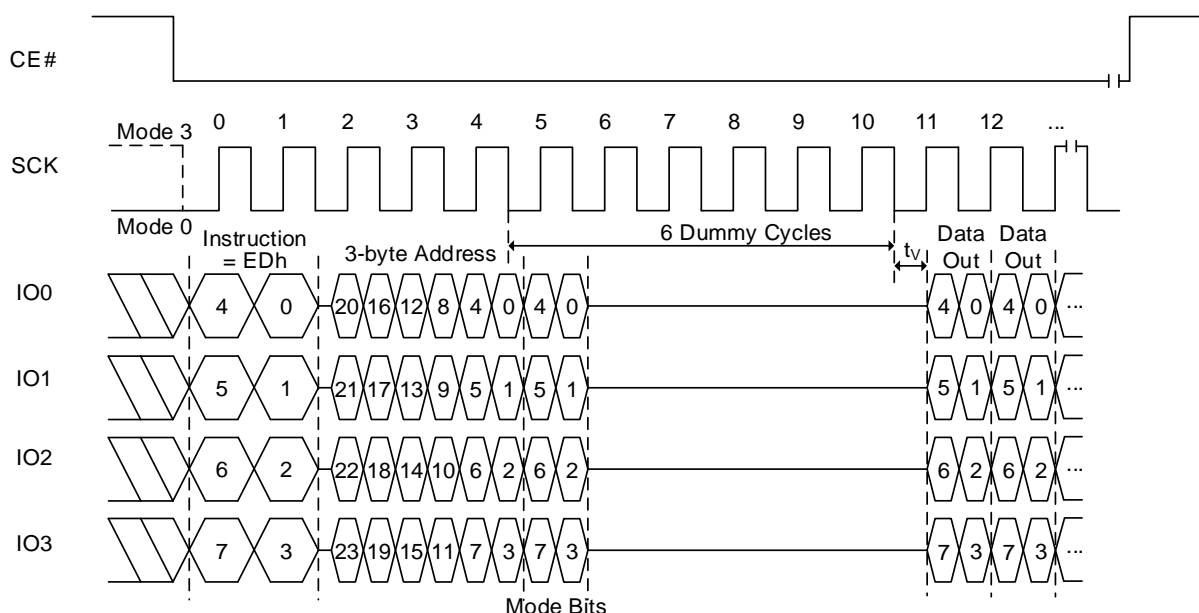 CE#
0 1 2 3 4 5 6 7 8 9 10 11 12 ...
Mode 3
SCK
Mode 0
Instruction
= EDh
3-byte Address
6 Dummy Cycles
tV
Data
Out
Data
Out
IO0 4 0 20 16 12 8 4 0 4 0 4 0 4 0 ...
IO1 5 1 21 17 13 9 5 1 5 1 5 1 5 1 ...
IO2 6 2 22 18 14 10 6 2 6 2 6 2 6 2 ...
IO3 7 3 23 19 15 11 7 3 7 3 7 3 7 3 ...
Mode Bits